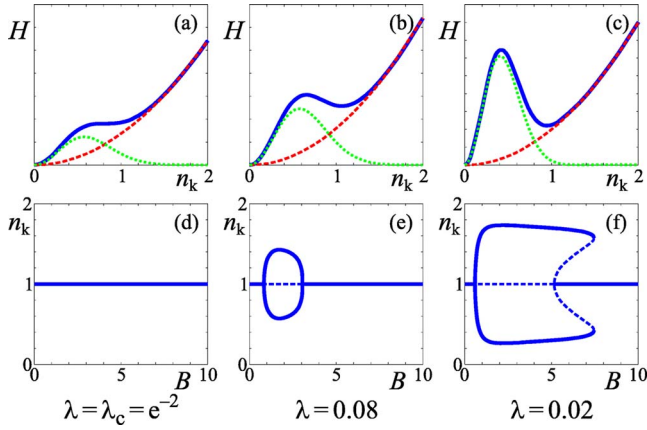 H (a) H (b) H (c)
0 1 n_k 2 0 1 n_k 2 0 1 n_k 2
2 2 2
n_k (d) n_k (e) n_k (f)
1 1 1
0 0 0
0 5 B 10 0 5 B 10 0 5 B 10
λ = λ_c = e^{-2} λ = 0.08 λ = 0.02